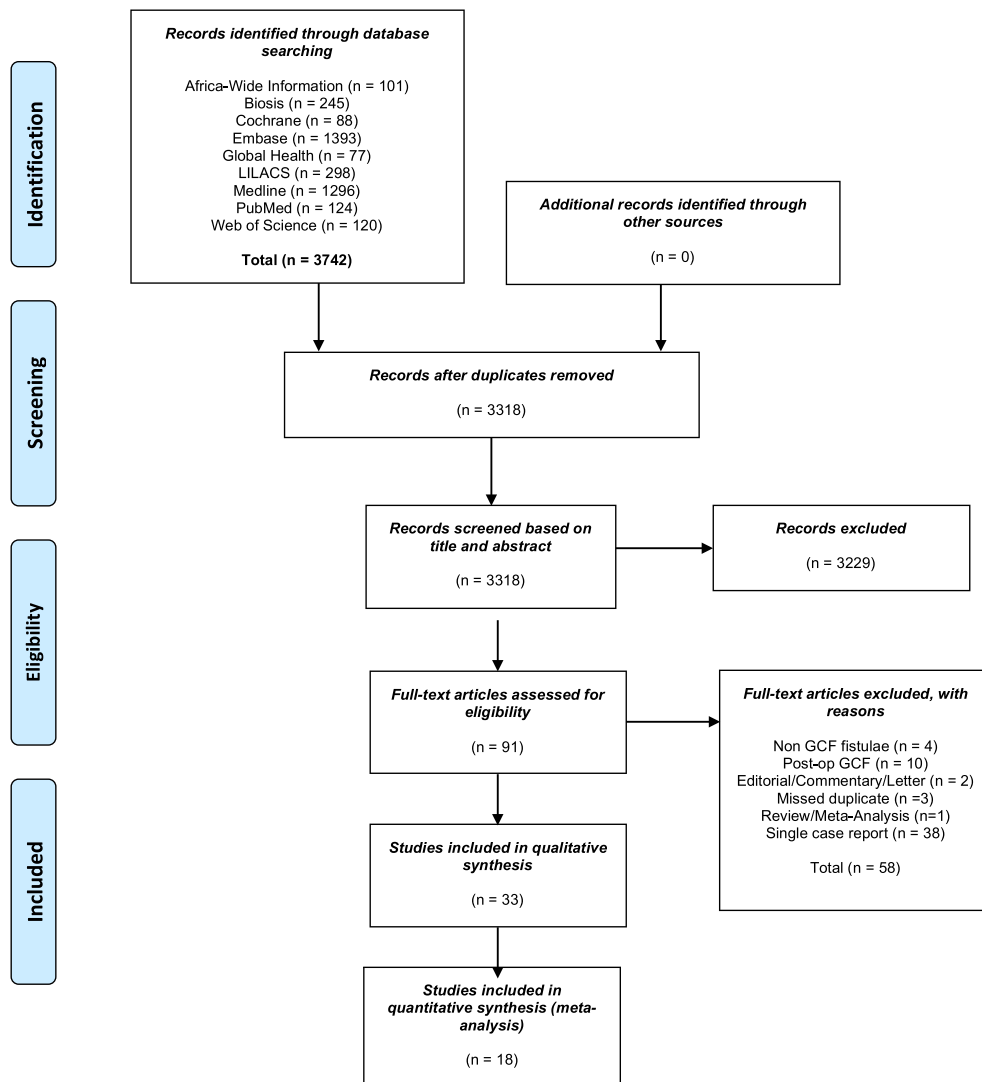 Identification
Records identified through database
searching
Africa-Wide Information (n = 101)
Biosis (n = 245)
Cochrane (n = 88)
Embase (n = 1393)
Global Health (n = 77)
LILACS (n = 298)
Medline (n = 1296)
PubMed (n = 124)
Web of Science (n = 120)
Total (n = 3742)
Additional records identified through
other sources
(n = 0)
Screening
Records after duplicates removed
(n = 3318)
Records screened based on
title and abstract
(n = 3318)
Records excluded
(n = 3229)
Eligibility
Full-text articles assessed for
eligibility
(n = 91)
Full-text articles excluded, with
reasons
Non GCF fistulae (n = 4)
Post-op GCF (n = 10)
Editorial/Commentary/Letter (n = 2)
Missed duplicate (n =3)
Review/Meta-Analysis (n=1)
Single case report (n = 38)
Total (n = 58)
Included
Studies included in qualitative
synthesis
(n = 33)
Studies included in
quantitative synthesis (meta-
analysis)
(n = 18)